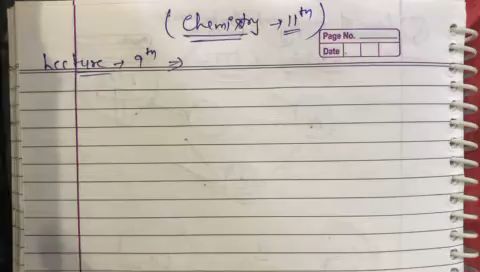 (Chemistry → 11th)
Page No.
Date
Lecture → 9th ⇒